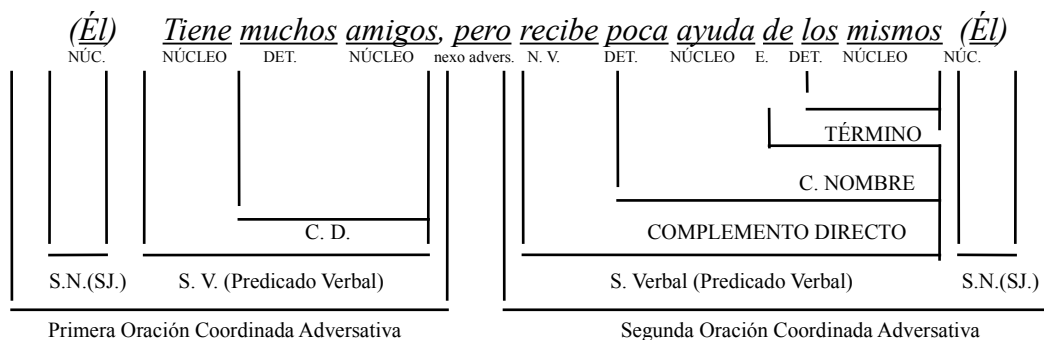 (Él) Tiene muchos amigos, pero recibe poca ayuda de los mismos (Él)
NÚC. NÚCLEO DET. NÚCLEO nexo advers. N. V. DET. NÚCLEO E. DET. NÚCLEO NÚC.
TÉRMINO
C. NOMBRE
C. D. COMPLEMENTO DIRECTO
S.N.(SJ.) S. V. (Predicado Verbal) S. Verbal (Predicado Verbal) S.N.(SJ.)
Primera Oración Coordinada Adversativa Segunda Oración Coordinada Adversativa